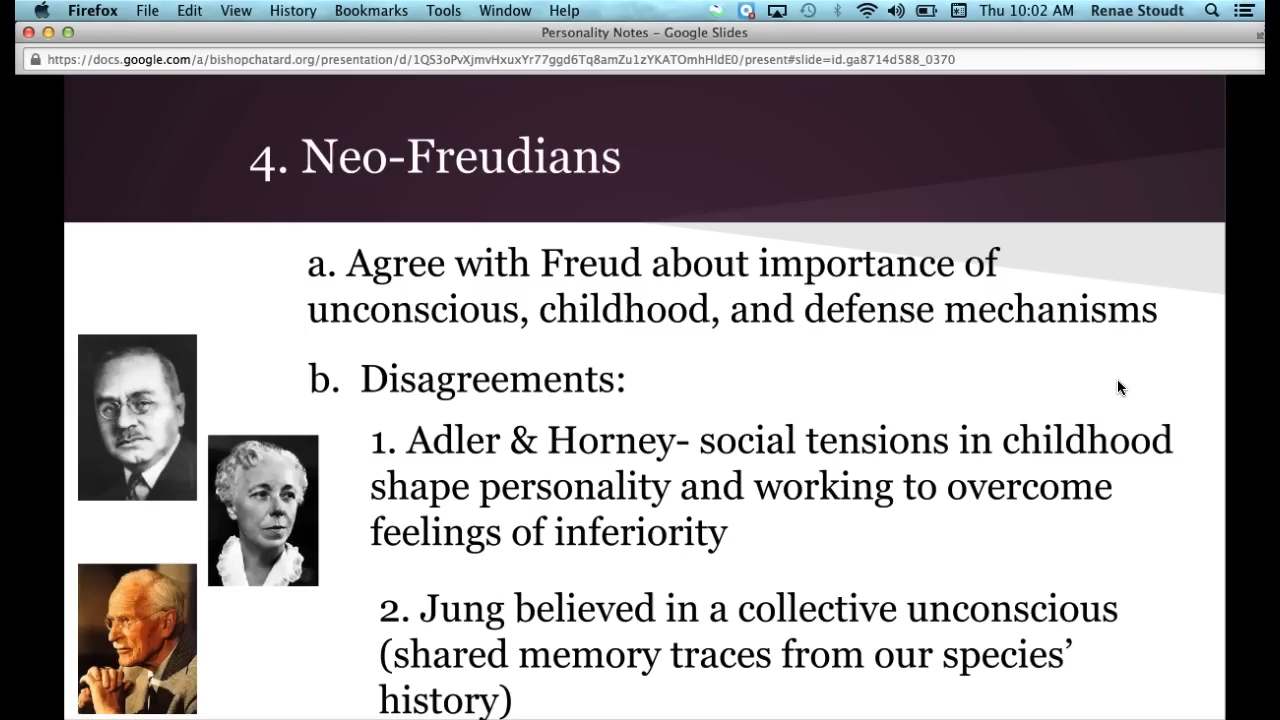 Firefox File Edit View History Bookmarks Tools Window Help Thu 10:02 AM Renae Stoudt
Personality Notes – Google Slides
https://docs.google.com/a/bishopchatard.org/presentation/d/1QS3oPvXjmvHxuxYr77ggd6Tq8amZu1zYKATOmhHIdE0/present#slide=id.ga8714d588_0370
4. Neo-Freudians
a. Agree with Freud about importance of
unconscious, childhood, and defense mechanisms
b. Disagreements:
1. Adler & Horney- social tensions in childhood
shape personality and working to overcome
feelings of inferiority
2. Jung believed in a collective unconscious
(shared memory traces from our species’
history)